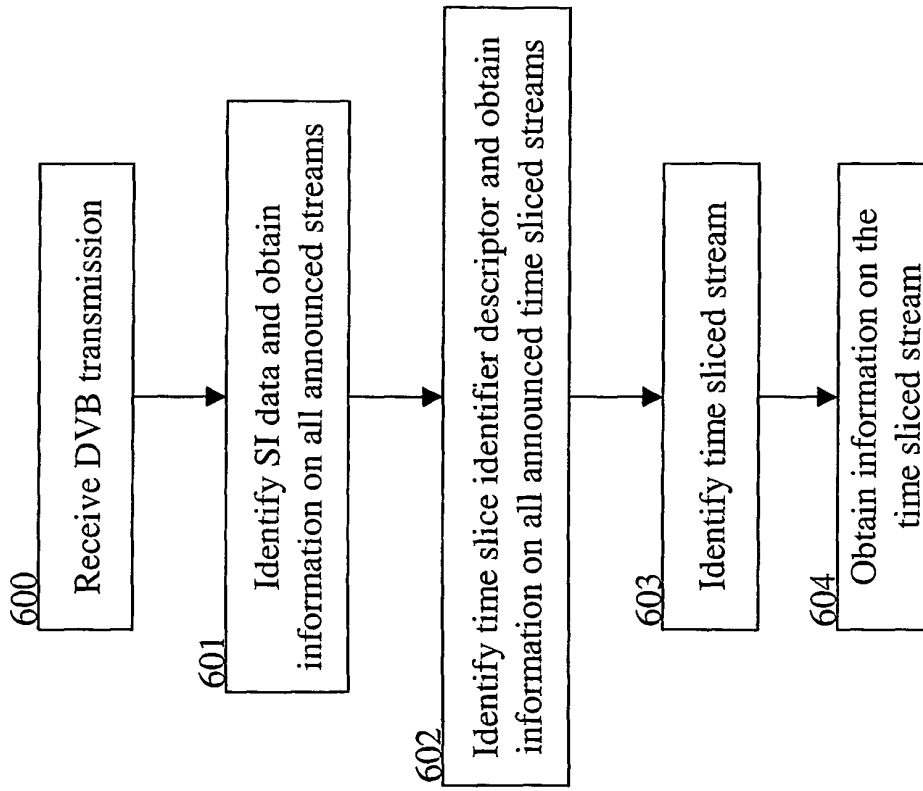 600
Receive DVB transmission
601
Identify SI data and obtain
information on all announced streams
602
Identify time slice identifier descriptor and obtain
information on all announced time sliced streams
603
Identify time sliced stream
604
Obtain information on the
time sliced stream